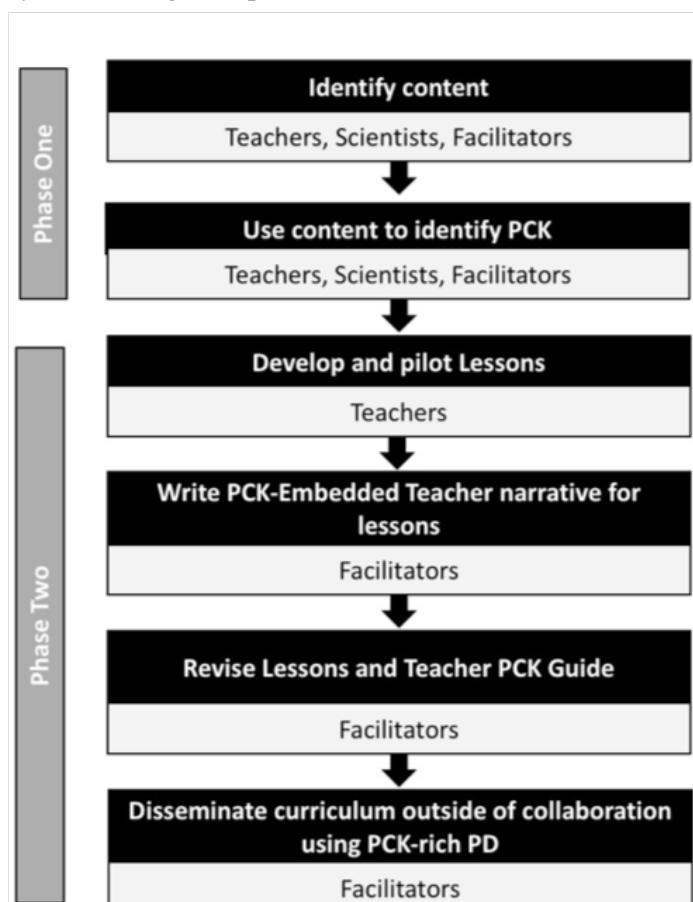 Phase One
Identify content
Teachers, Scientists, Facilitators
Use content to identify PCK
Teachers, Scientists, Facilitators
Phase Two
Develop and pilot Lessons
Teachers
Write PCK-Embedded Teacher narrative for
lessons
Facilitators
Revise Lessons and Teacher PCK Guide
Facilitators
Disseminate curriculum outside of collaboration
using PCK-rich PD
Facilitators